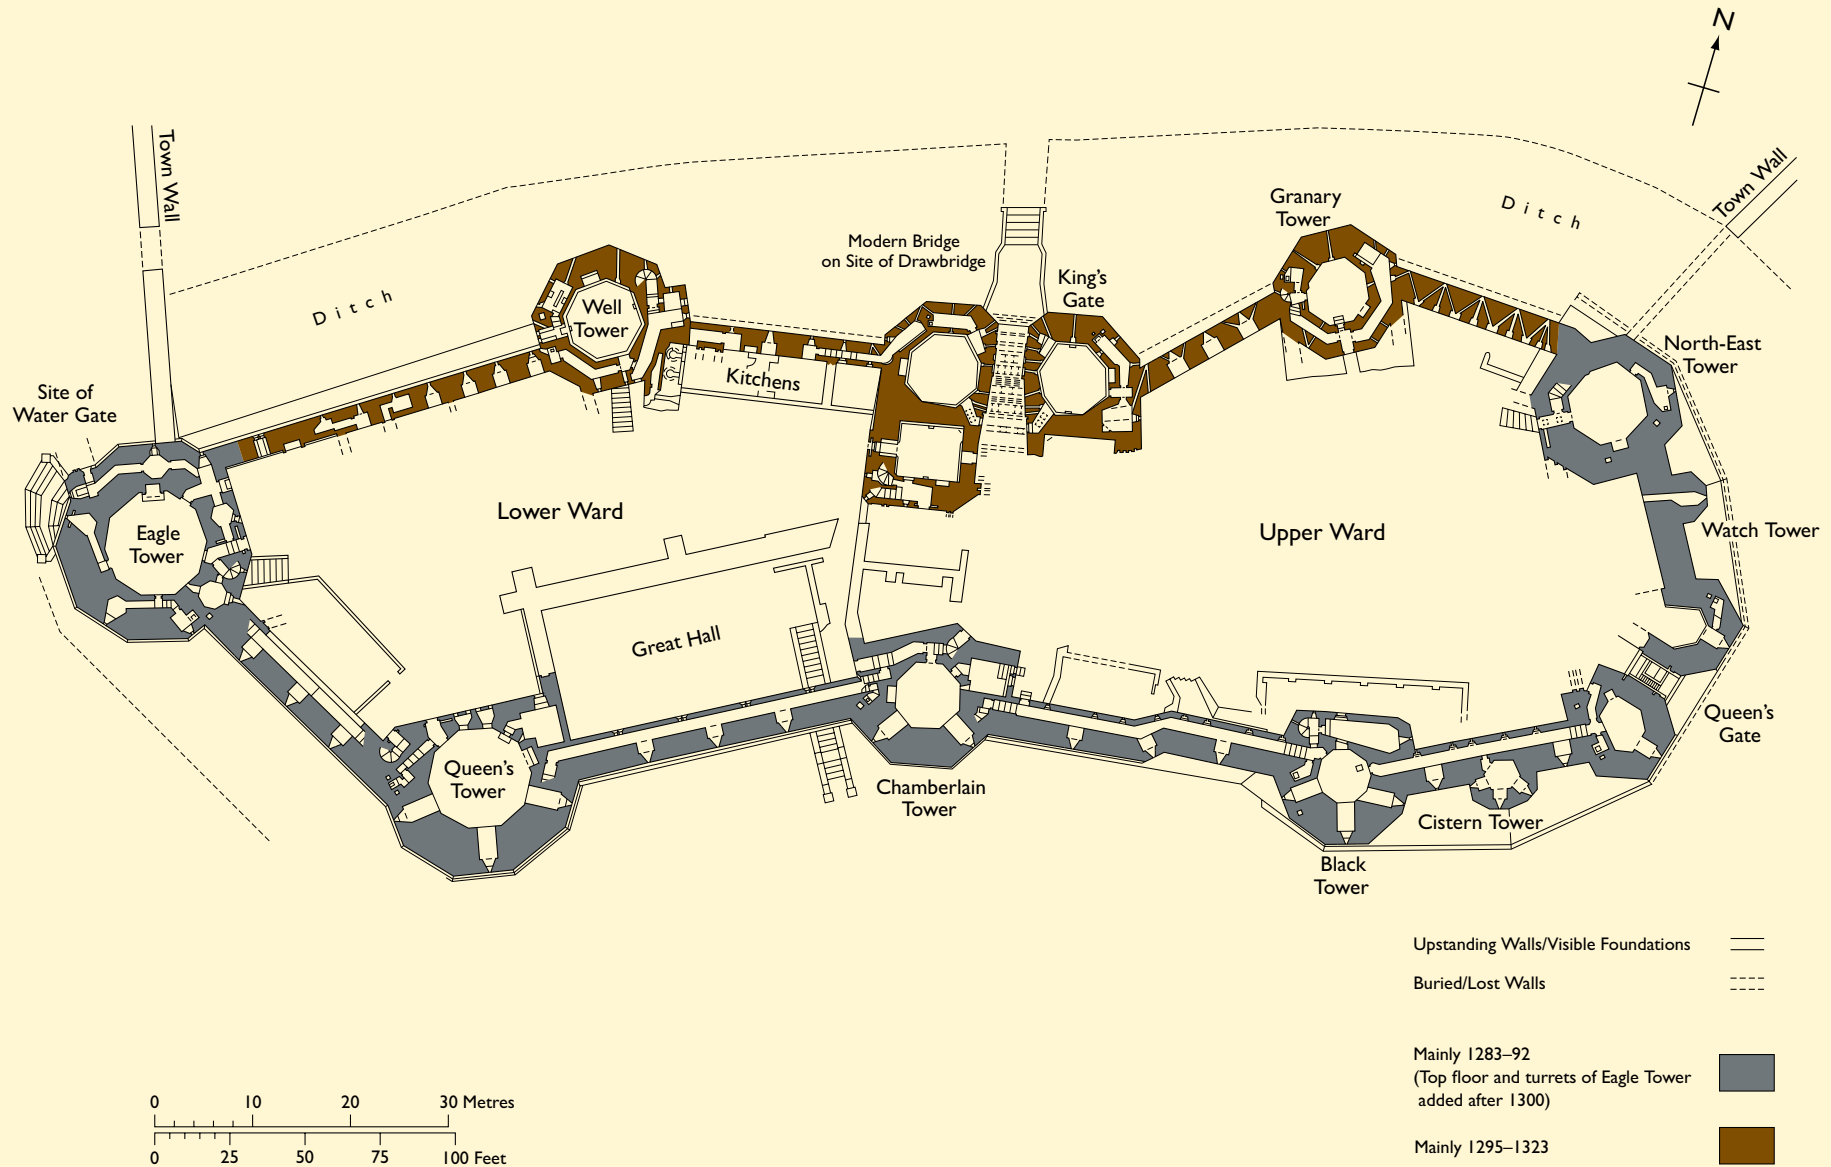 N
Town Wall
Town Wall
Granary
Tower
Ditch
Modern Bridge
on Site of Drawbridge
King's
Gate
Ditch
Well
Tower
North-East
Tower
Kitchens
Site of
Water Gate
Eagle
Tower
Lower Ward
Upper Ward
Watch Tower
Great Hall
Queen's
Gate
Queen's
Tower
Chamberlain
Tower
Cistern Tower
Black
Tower
Upstanding Walls/Visible Foundations
Buried/Lost Walls
Mainly 1283–92
(Top floor and turrets of Eagle Tower
added after 1300)
Mainly 1295–1323
0 10 20 30 Metres
0 25 50 75 100 Feet